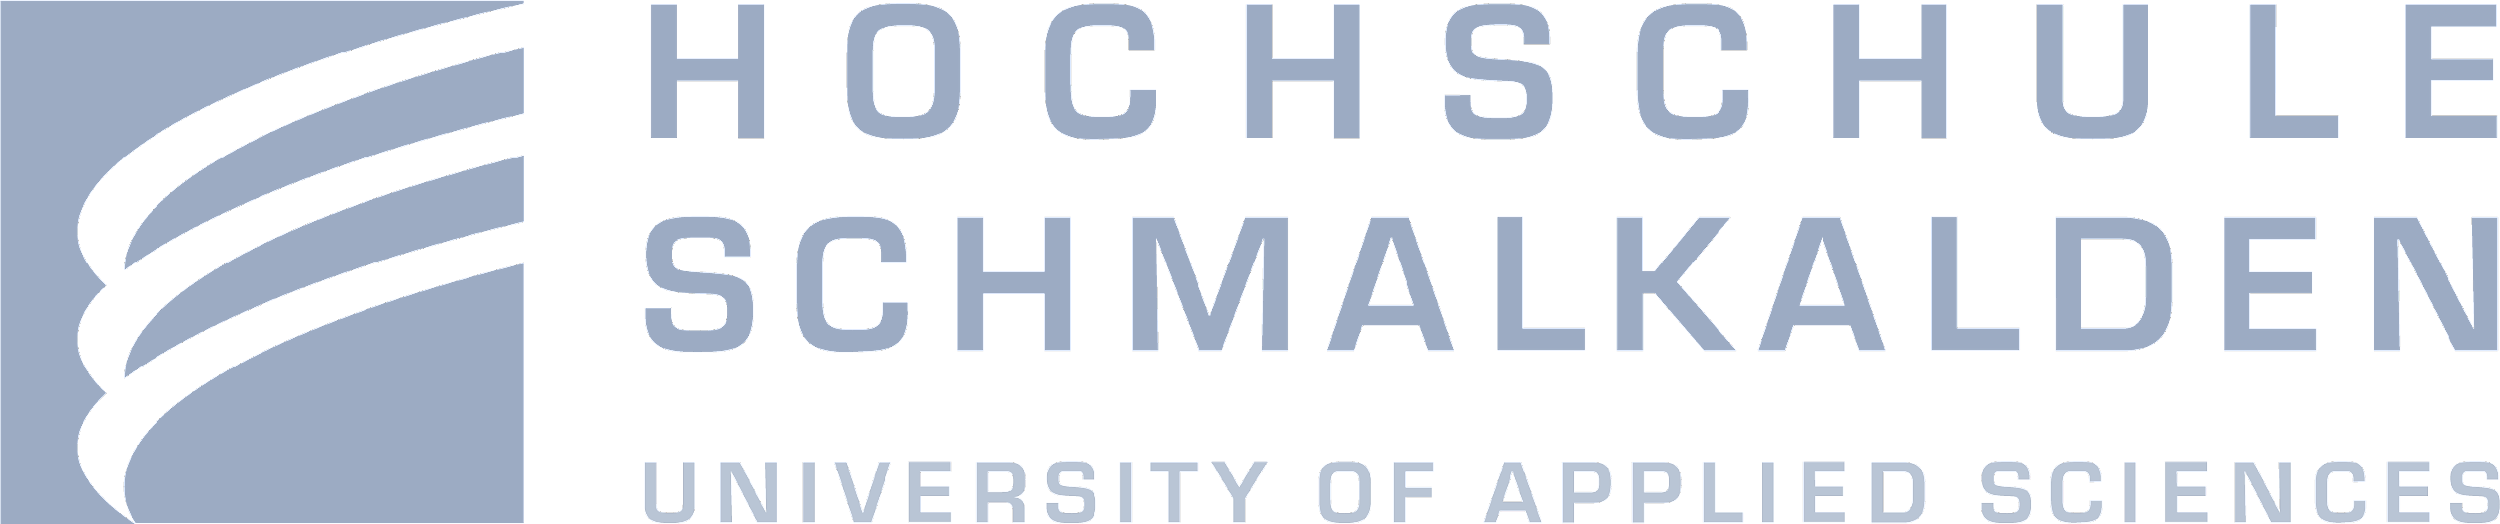 HOCHSCHULE
SCHMALKALDEN
UNIVERSITY OF APPLIED SCIENCES